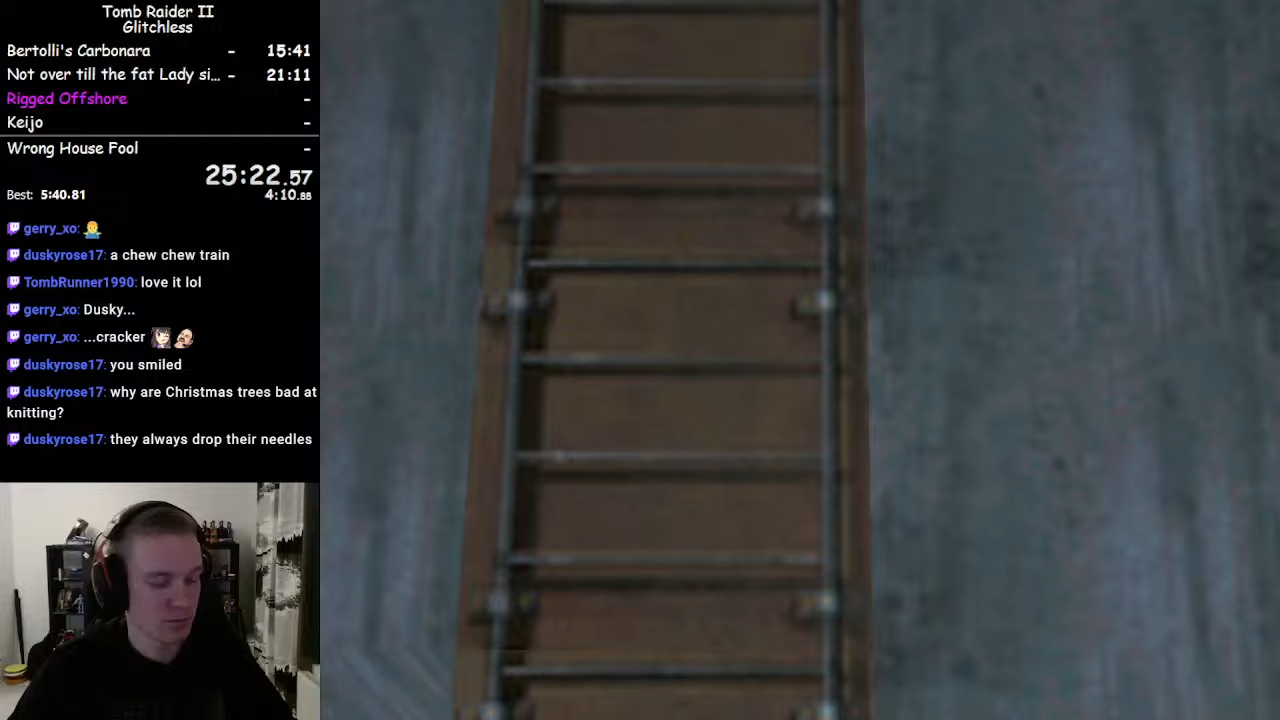 Tomb Raider II
Glitchless
Bertolli's Carbonara - 15:41
Not over till the fat Lady si... - 21:11
Rigged Offshore -
Keijo -
Wrong House Fool -
25:22.57
Best: 5:40.81 4:10.88
gerry_xo:
duskyrose17: a chew chew train
TombRunner1990: love it lol
gerry_xo: Dusky...
gerry_xo: ...cracker
duskyrose17: you smiled
duskyrose17: why are Christmas trees bad at
knitting?
duskyrose17: they always drop their needles